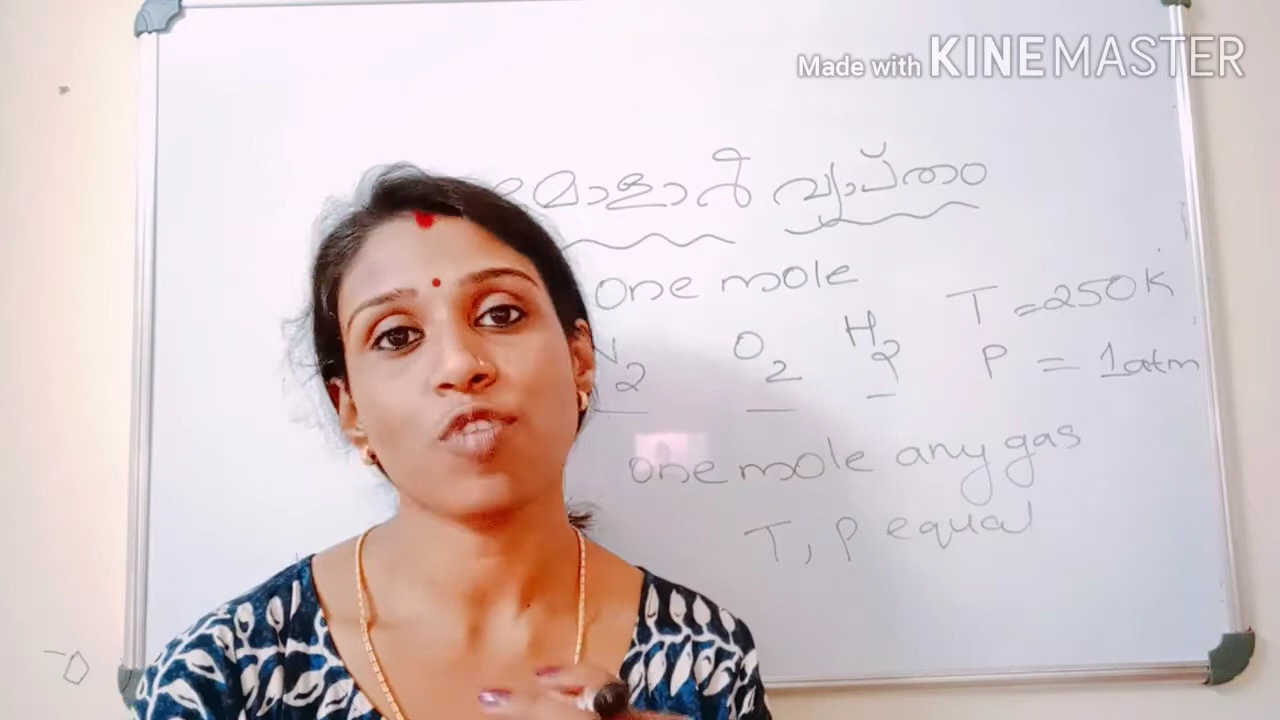 Made with KINEMASTER
മോളാർ വ്യാപ്തം
one mole
N2 O2 H2 T = 250K
P = 1atm
one mole any gas
T, P equal